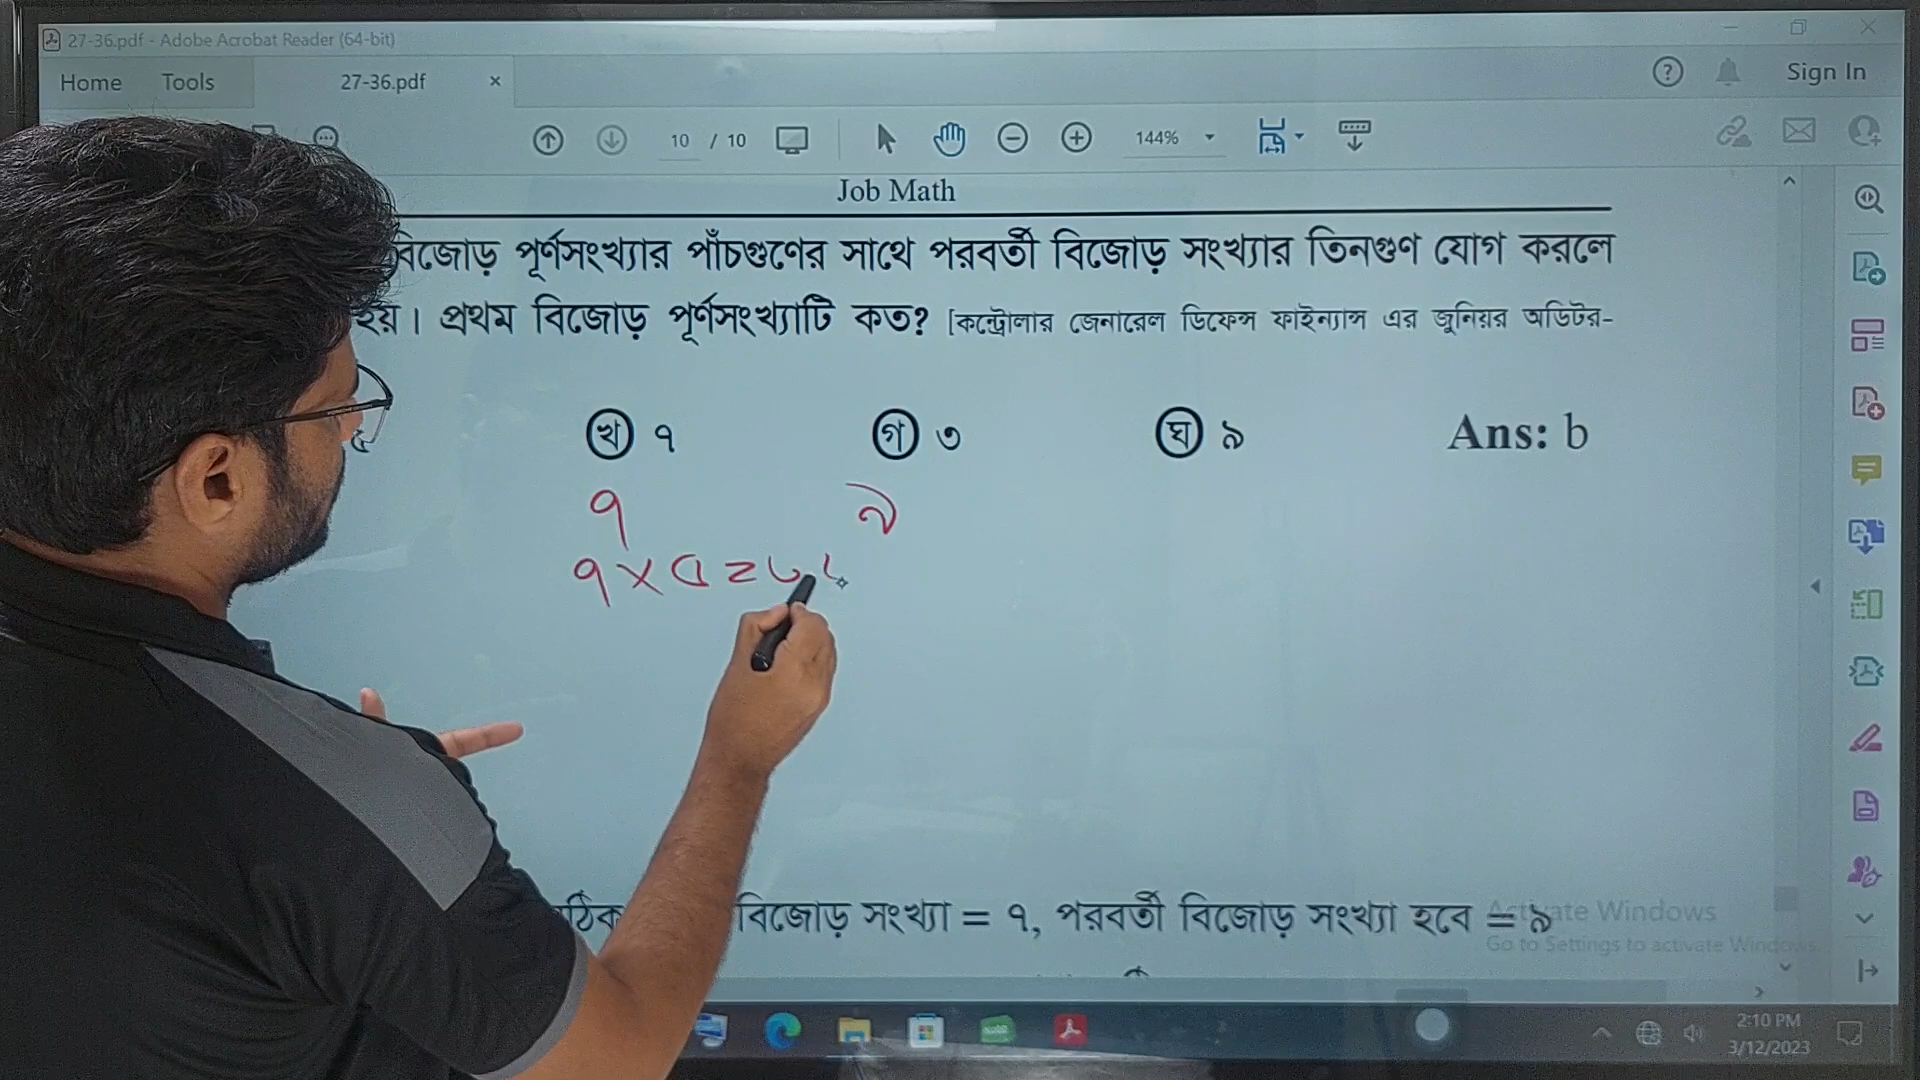 27-36.pdf - Adobe Acrobat Reader (64-bit)
Home Tools 27-36.pdf × ? Sign In
10 / 10 144%
Job Math
বিজোড় পূর্ণসংখ্যার পাঁচগুণের সাথে পরবর্তী বিজোড় সংখ্যার তিনগুণ যোগ করলে
হয়। প্রথম বিজোড় পূর্ণসংখ্যাটি কত? [কন্ট্রোলার জেনারেল ডিফেন্স ফাইন্যান্স এর জুনিয়র অডিটর-
৫ খ ৭ গ ৩ ঘ ৯ Ans: b
৭ ৯
৭ × ৫ =
বিজোড় সংখ্যা = ৭, পরবর্তী বিজোড় সংখ্যা হবে = ৯
Activate Windows
Go to Settings to activate Windows.
2:10 PM
3/12/2023